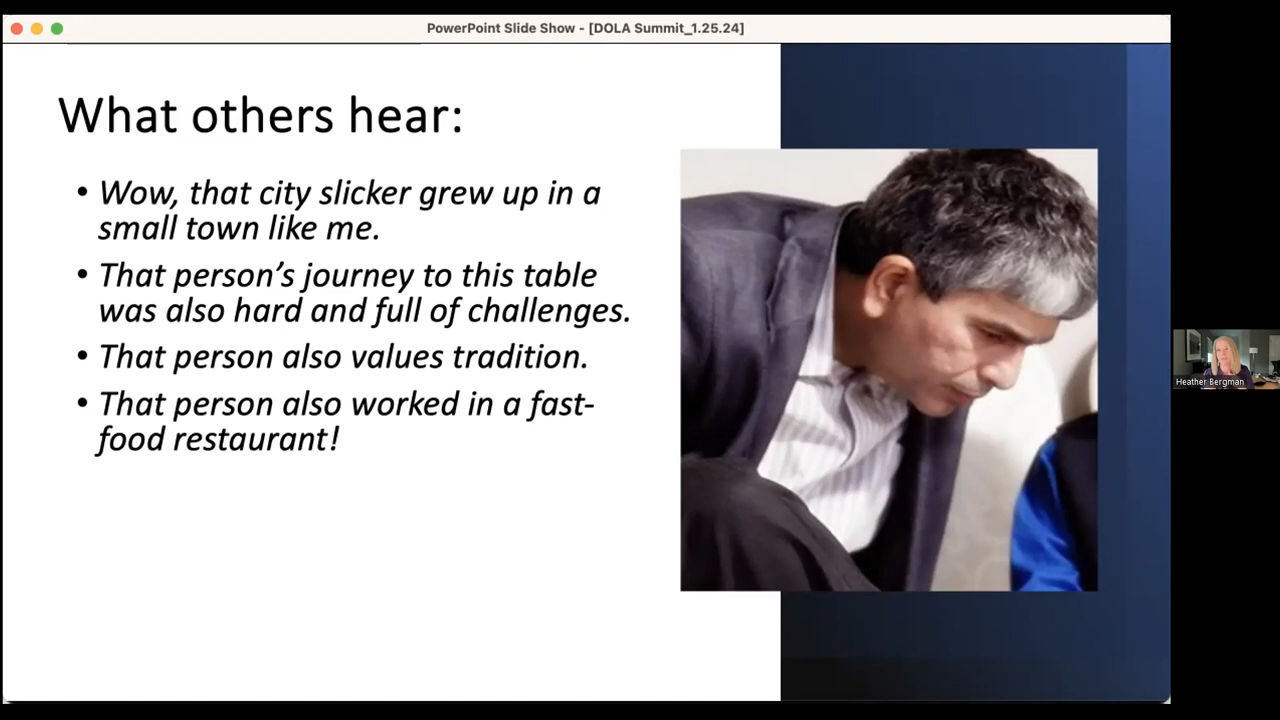 PowerPoint Slide Show - [DOLA Summit_1.25.24]
What others hear:
• Wow, that city slicker grew up in a
small town like me.
• That person’s journey to this table
was also hard and full of challenges.
• That person also values tradition.
• That person also worked in a fast-
food restaurant!
Heather Bergman